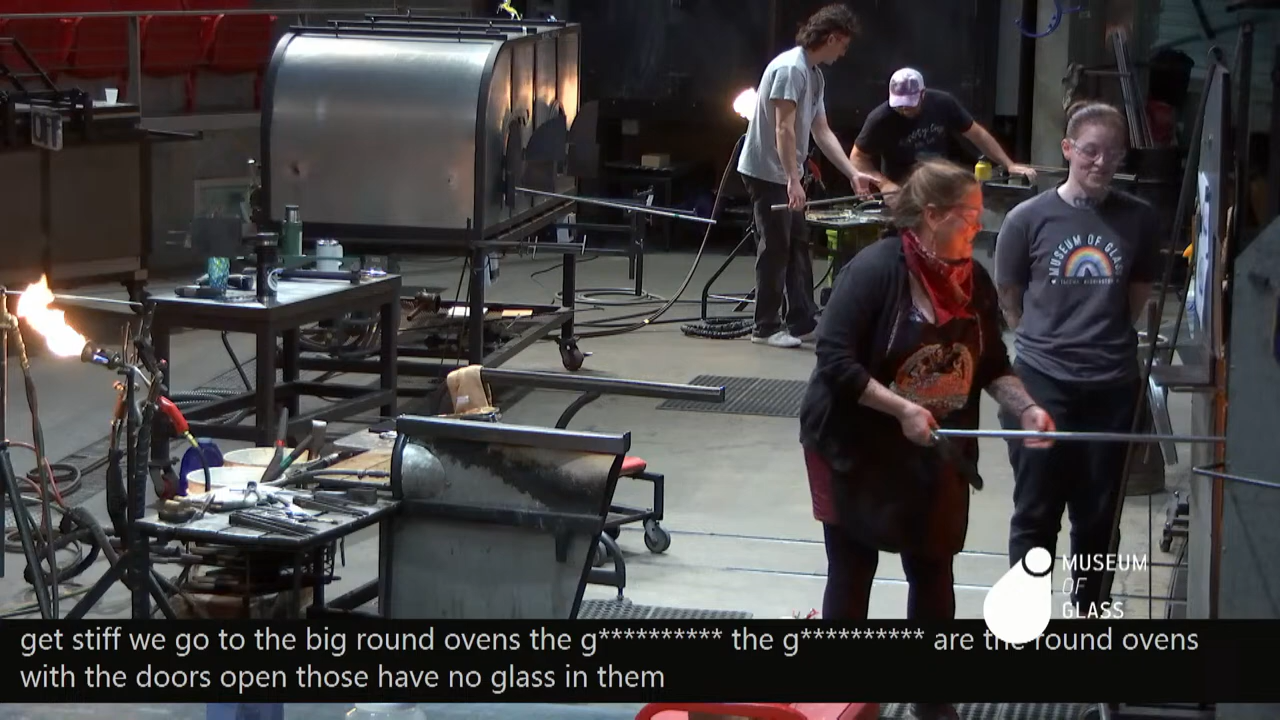 MUSEUM OF GLASS
MUSEUM
OF
GLASS
get stiff we go to the big round ovens the g********** the g********** are the round ovens
with the doors open those have no glass in them